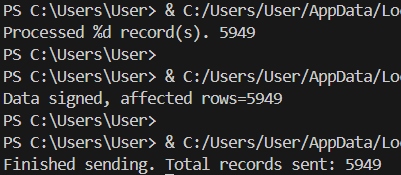 PS C:\Users\User> & C:/Users/User/AppData/Lo
Processed %d record(s). 5949
PS C:\Users\User>
PS C:\Users\User> & C:/Users/User/AppData/Lo
Data signed, affected rows=5949
PS C:\Users\User>
PS C:\Users\User> & C:/Users/User/AppData/Lo
Finished sending. Total records sent: 5949